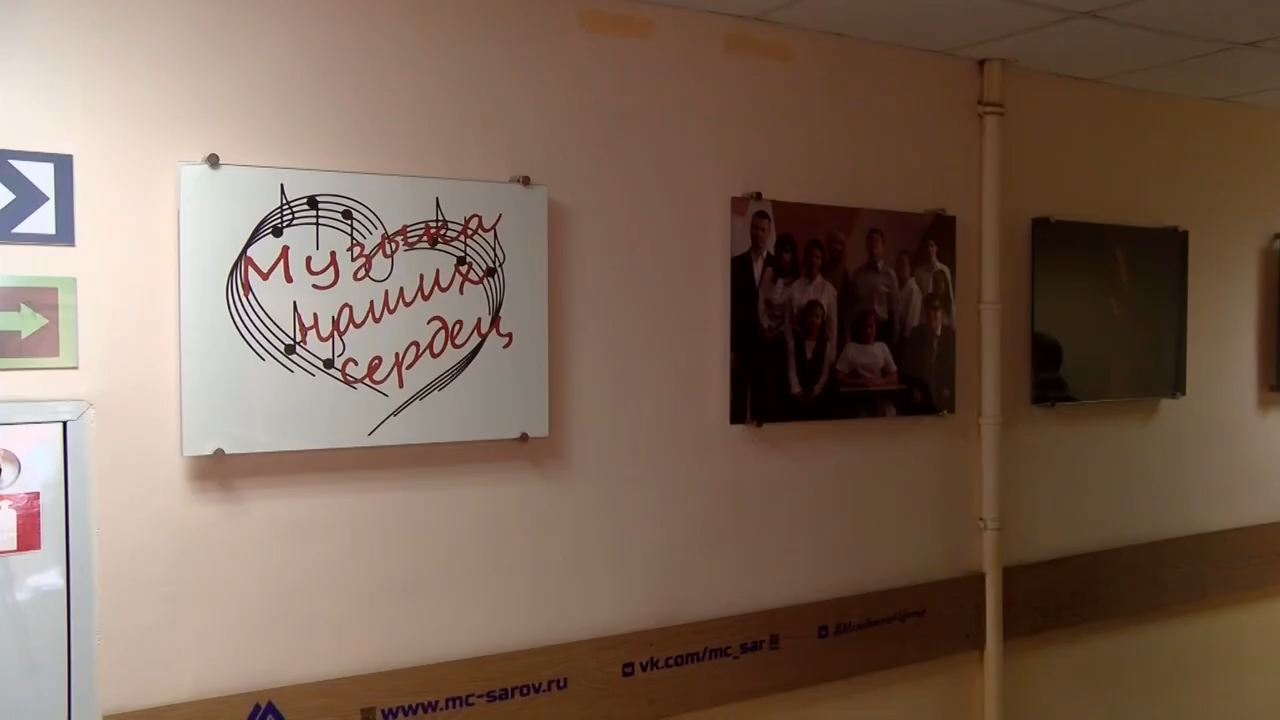 Музыка
наших
сердец
www.mc-sarov.ru
vk.com/mc_sar